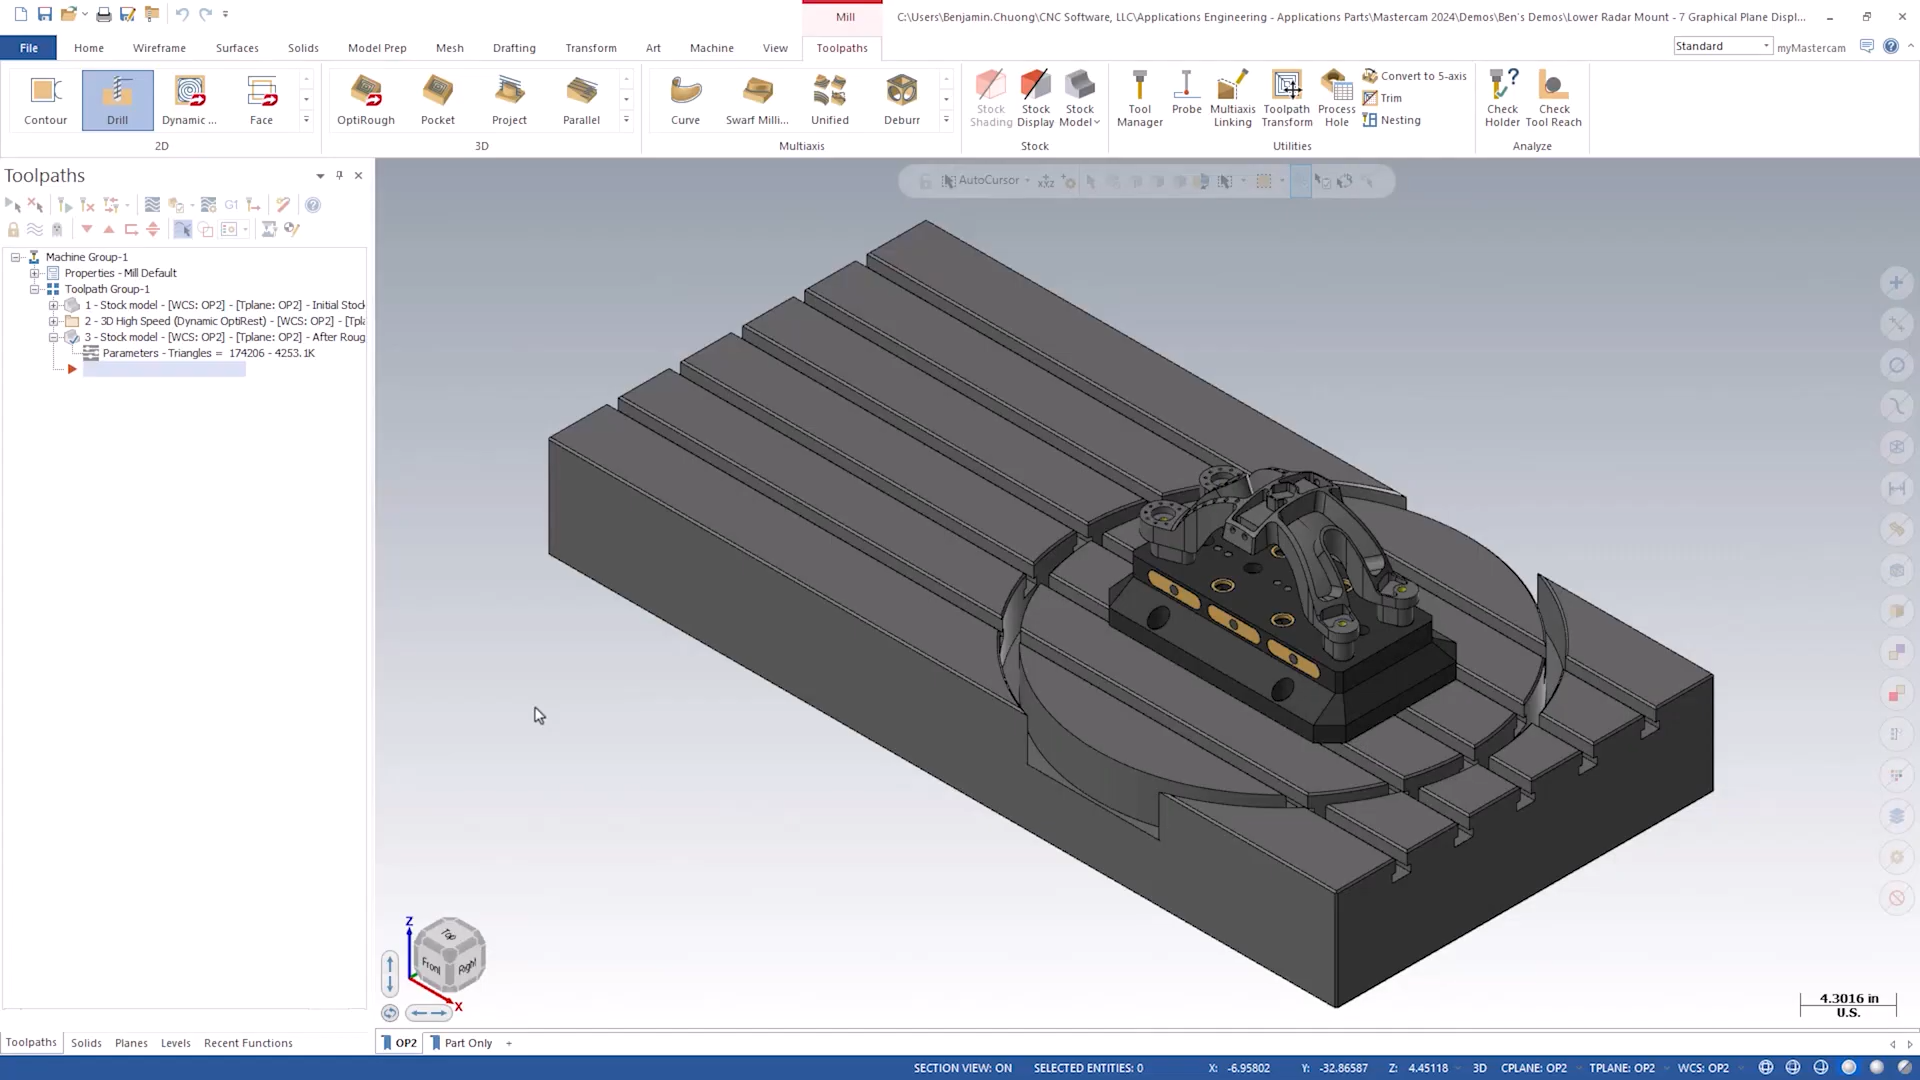 Mill
C:\Users\Benjamin.Chuong\CNC Software, LLC\Applications Engineering - Applications Parts\Mastercam 2024\Demos\Ben's Demos\Lower Radar Mount - 7 Graphical Plane Displ...
File Home Wireframe Surfaces Solids Model Prep Mesh Drafting Transform Art Machine View Toolpaths
Standard
myMastercam
Contour Drill Dynamic ... Face
2D
OptiRough Pocket Project Parallel
3D
Curve Swarf Milli... Unified Deburr
Multiaxis
Stock Shading
Stock Display
Stock Model
Stock
Tool Manager
Probe
Multiaxis Linking
Toolpath Transform
Process Hole
Convert to 5-axis
Trim
Nesting
Utilities
Check Holder
Check Tool Reach
Analyze
Toolpaths
G1
AutoCursor
XYZ
Machine Group-1
Properties - Mill Default
Toolpath Group-1
1 - Stock model - [WCS: OP2] - [Tplane: OP2] - Initial Stock
2 - 3D High Speed (Dynamic OptiRest) - [WCS: OP2] - [Tpla
3 - Stock model - [WCS: OP2] - [Tplane: OP2] - After Roug
Parameters - Triangles = 174206 - 4253.1K
Z
Top
Front
Right
X
4.3016 in
U.S.
Toolpaths Solids Planes Levels Recent Functions
OP2 Part Only +
SECTION VIEW: ON SELECTED ENTITIES: 0 X: -6.95802 Y: -32.86587 Z: 4.45118 3D CPLANE: OP2 TPLANE: OP2 WCS: OP2